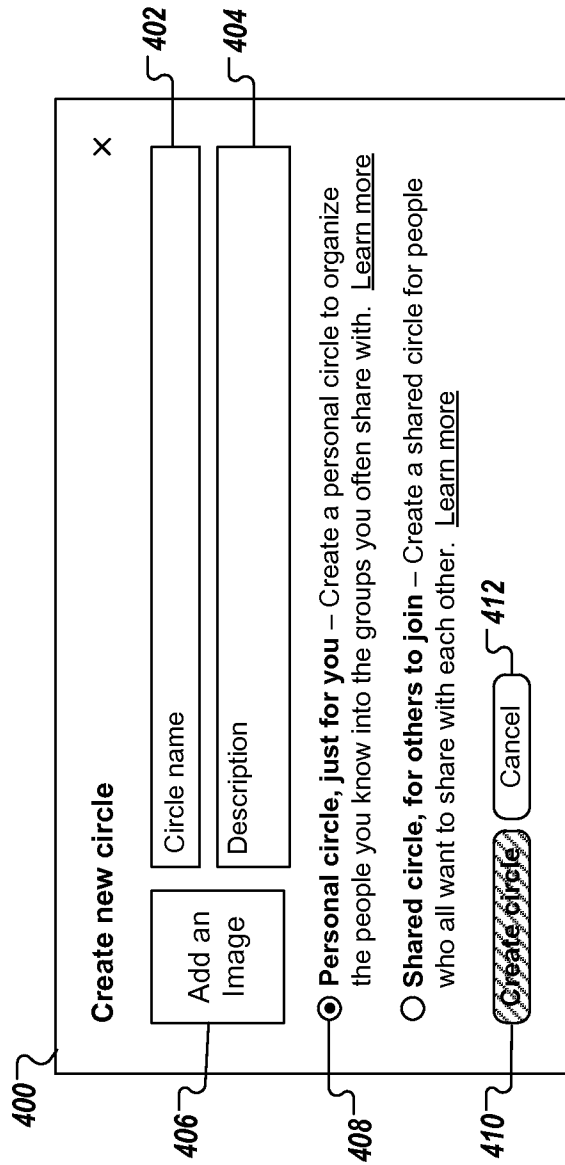 400
Create new circle
×
Add an
Image
Circle name
402
Description
404
406
Personal circle, just for you – Create a personal circle to organize
the people you know into the groups you often share with. Learn more
408
Shared circle, for others to join – Create a shared circle for people
who all want to share with each other. Learn more
Create circle
Cancel
410
412